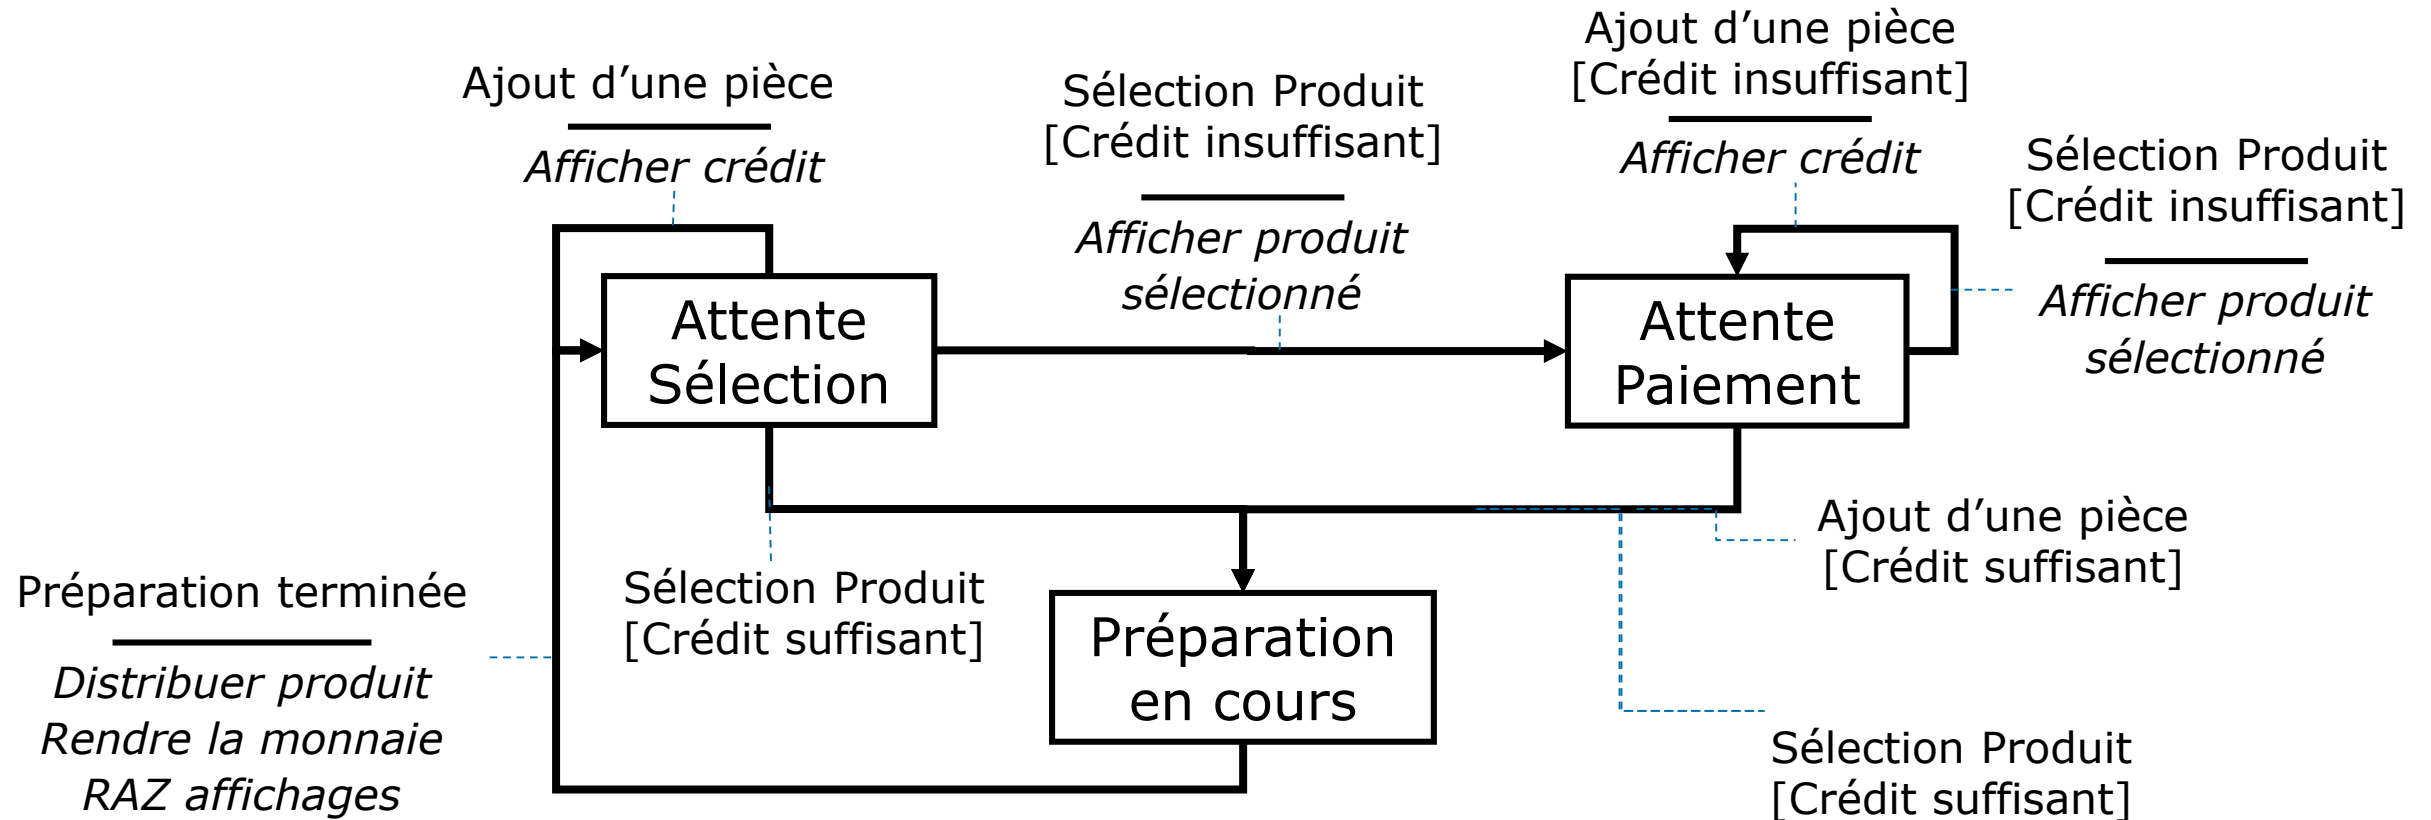 Ajout d’une pièce
Afficher crédit
Sélection Produit
[Crédit insuffisant]
Afficher produit
sélectionné
Ajout d’une pièce
[Crédit insuffisant]
Afficher crédit
Sélection Produit
[Crédit insuffisant]
Afficher produit
sélectionné
Attente
Sélection
Attente
Paiement
Ajout d’une pièce
[Crédit suffisant]
Sélection Produit
[Crédit suffisant]
Préparation terminée
Distribuer produit
Rendre la monnaie
RAZ affichages
Préparation
en cours
Sélection Produit
[Crédit suffisant]